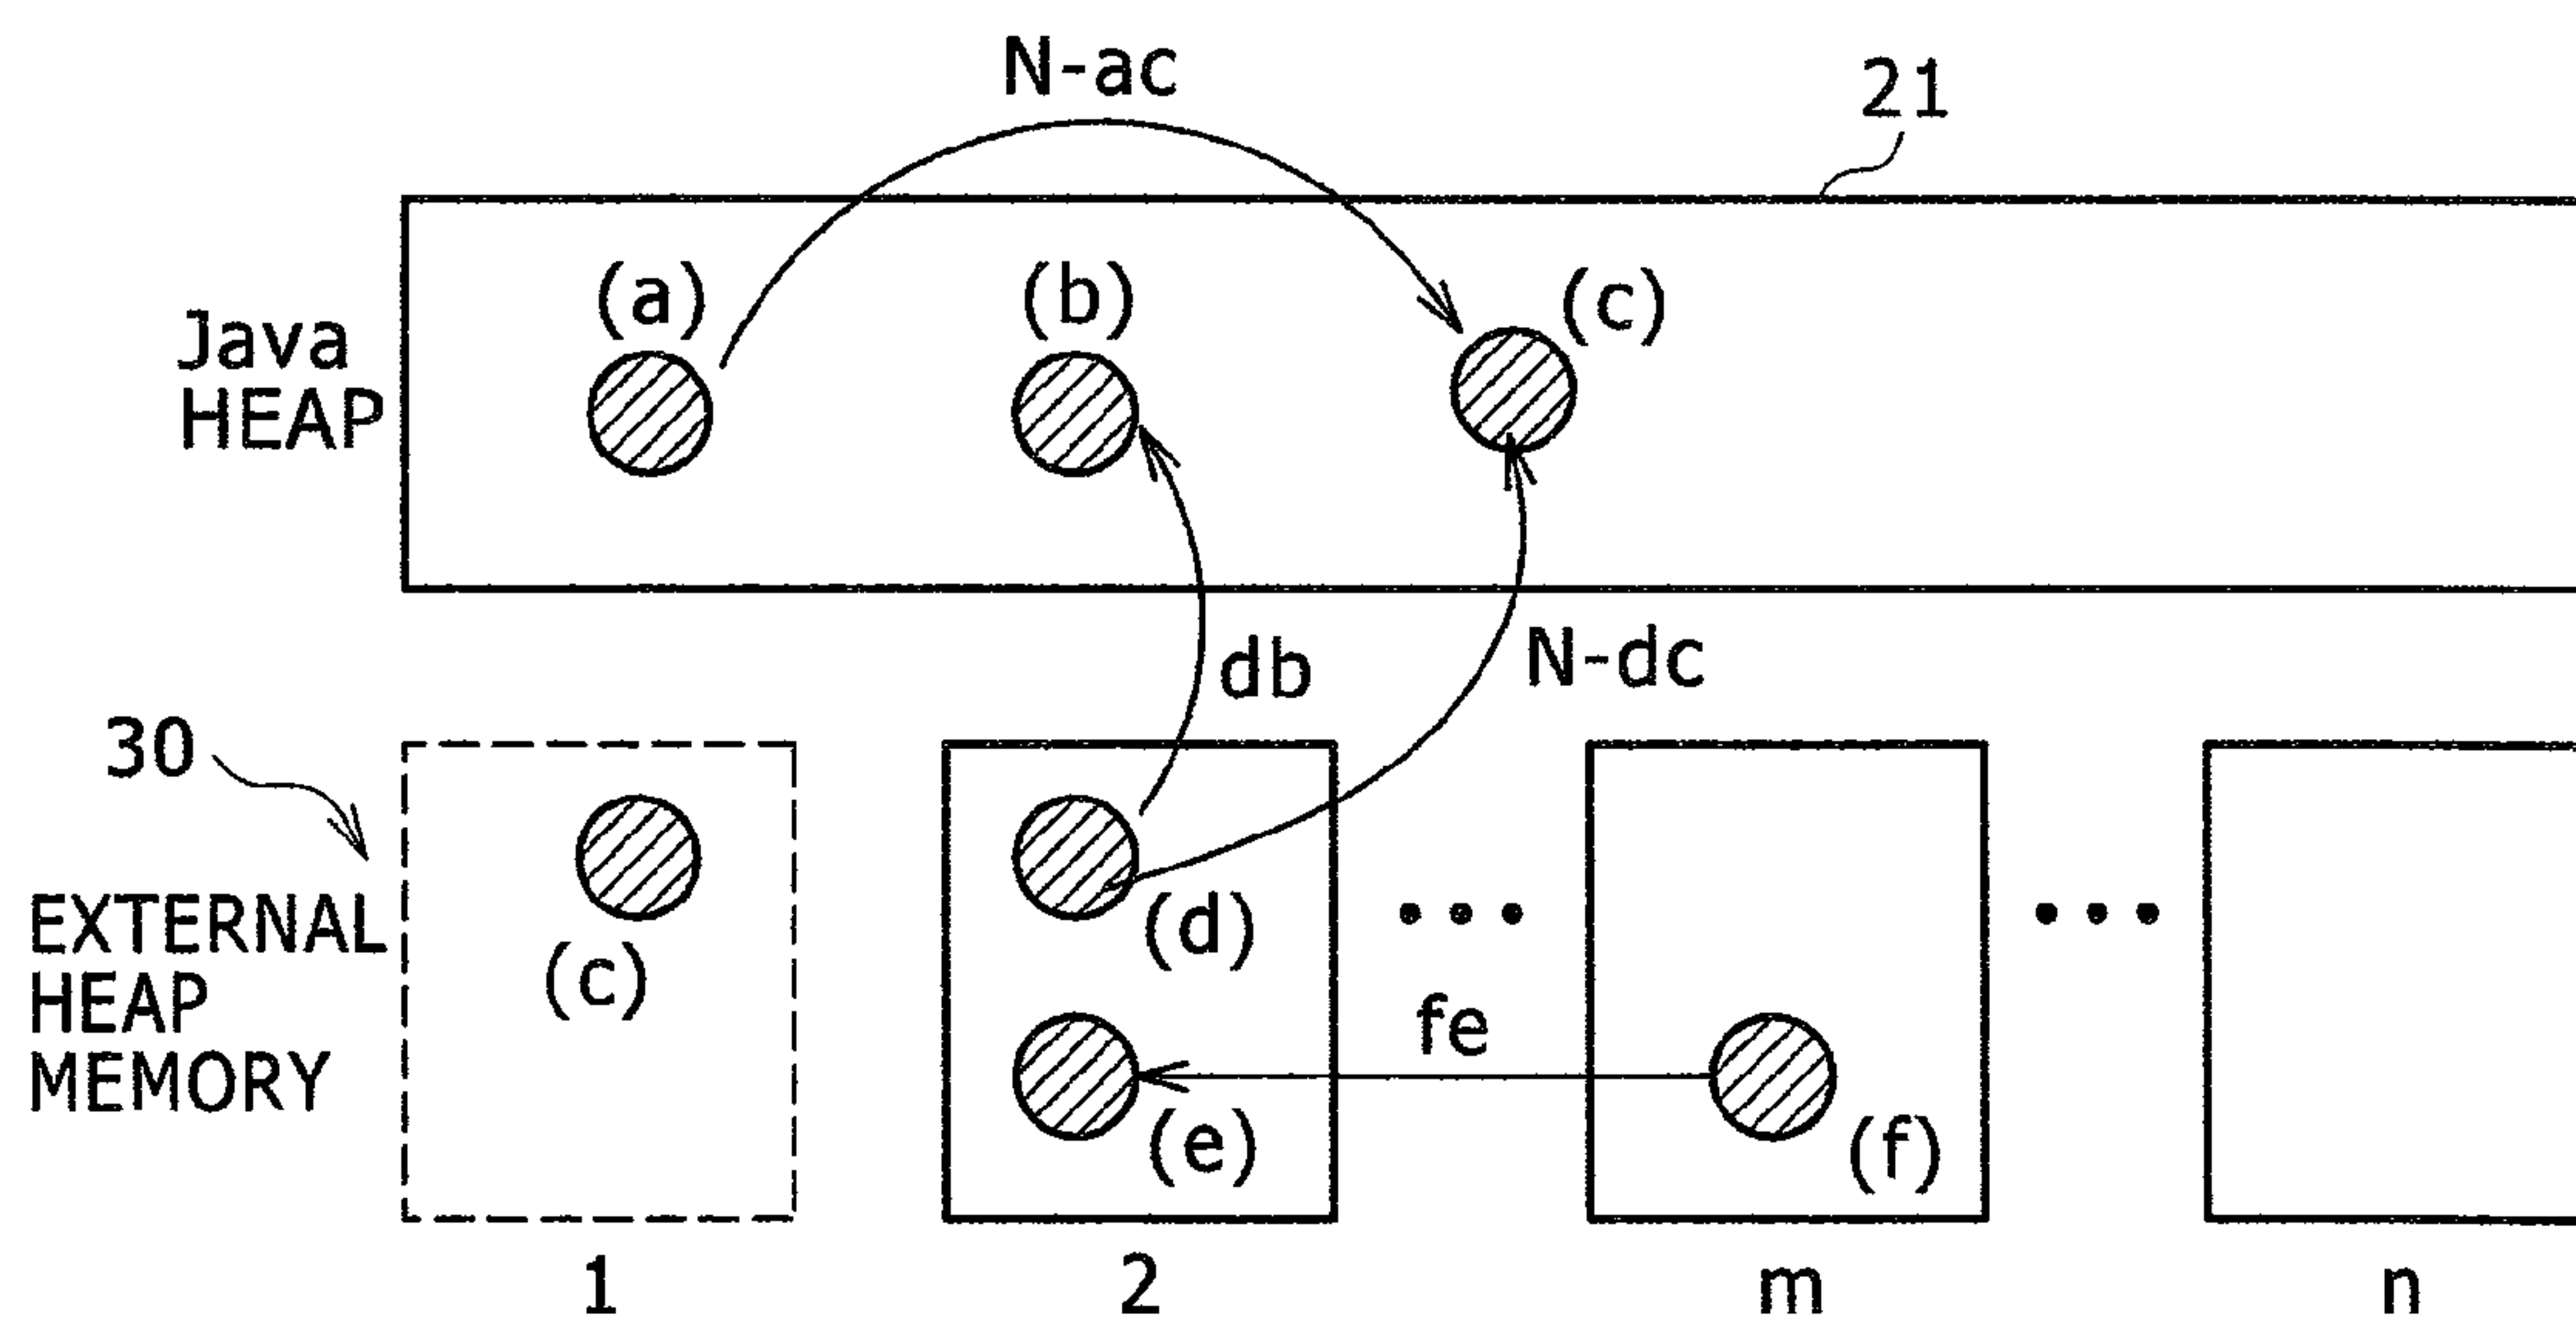 N-ac
21
(a)
(b)
(c)
Java
HEAP
db
N-dc
30
EXTERNAL
HEAP
MEMORY
(c)
(d)
fe
(e)
(f)
1
2
m
n